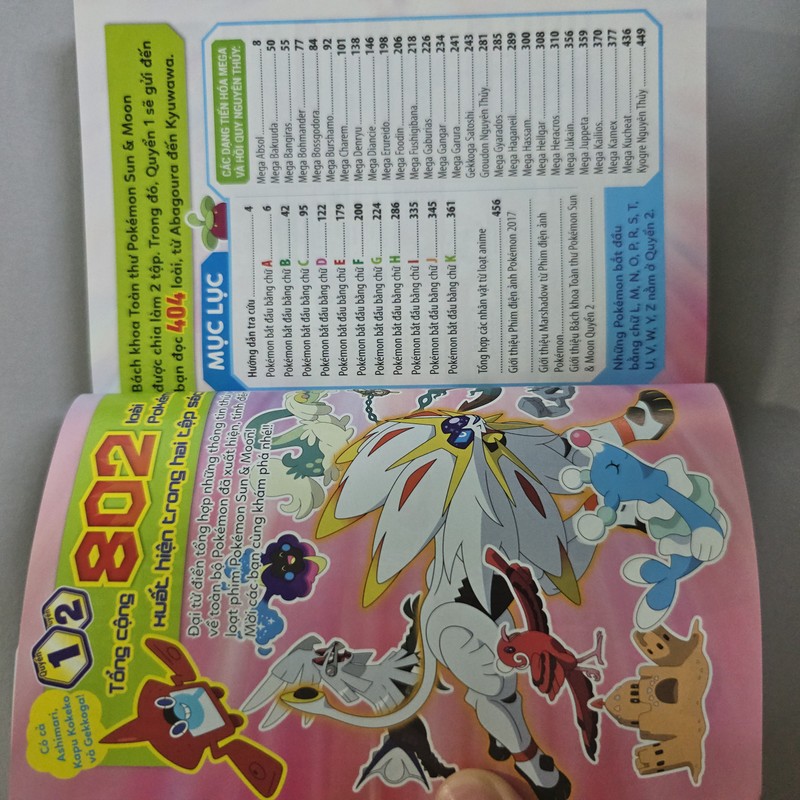 Có cả
Ashimari,
Kapu Kokeko
và Gekkoga!
Quyển
1
2
Tổng cộng 802 loài
xuất hiện trong hai tập
Đại từ điển tổng hợp những thông tin
về toàn bộ Pokémon đã xuất hiện
loạt phim Pokémon Sun & Moon!
Mời các bạn cùng khám phá nhé!!
Bách khoa Toàn thư Pokémon Sun & Moon
được chia làm 2 tập. Trong đó, Quyển 1 sẽ gửi đến
bạn đọc 404 loài, từ Abagoura đến Kyuwawa.
MỤC LỤC
Hướng dẫn tra cứu 4
Pokémon bắt đầu bằng chữ A 6
Pokémon bắt đầu bằng chữ B 42
Pokémon bắt đầu bằng chữ C 95
Pokémon bắt đầu bằng chữ D 122
Pokémon bắt đầu bằng chữ E 179
Pokémon bắt đầu bằng chữ F 200
Pokémon bắt đầu bằng chữ G 224
Pokémon bắt đầu bằng chữ H 286
Pokémon bắt đầu bằng chữ I 335
Pokémon bắt đầu bằng chữ J 345
Pokémon bắt đầu bằng chữ K 361
Tổng hợp các nhân vật từ loạt anime
456
Giới thiệu Phim điện ảnh Pokémon 2017
Giới thiệu Marshadow từ Phim điện ảnh
Pokémon
Giới thiệu Bách khoa Toàn thư Pokémon Sun
& Moon Quyển 2
CÁC DẠNG TIẾN HÓA MEGA
VÀ HỒI QUY NGUYÊN THỦY:
Mega Absol 8
Mega Bakuuda 50
Mega Bangiras 55
Mega Bohmander 77
Mega Bossgodora 84
Mega Burshamo 92
Mega Charem 101
Mega Denryu 138
Mega Diancie 146
Mega Erureido 198
Mega Foodin 206
Mega Fushigibana 218
Mega Gaburias 226
Mega Gangar 234
Mega Garura 241
Gekkoga Satoshi 243
Groudon Nguyên Thủy 281
Mega Gyarados 285
Mega Haganeil 289
Mega Hassam 300
Mega Hellgar 308
Mega Heracros 310
Mega Jukain 356
Mega Juppeta 359
Mega Kailios 370
Mega Kamex 377
Mega Kucheat 436
Kyogre Nguyên Thủy 449
Những Pokémon bắt đầu
bằng chữ L, M, N, O, P, R, S, T,
U, V, W, Y, Z nằm ở Quyển 2.